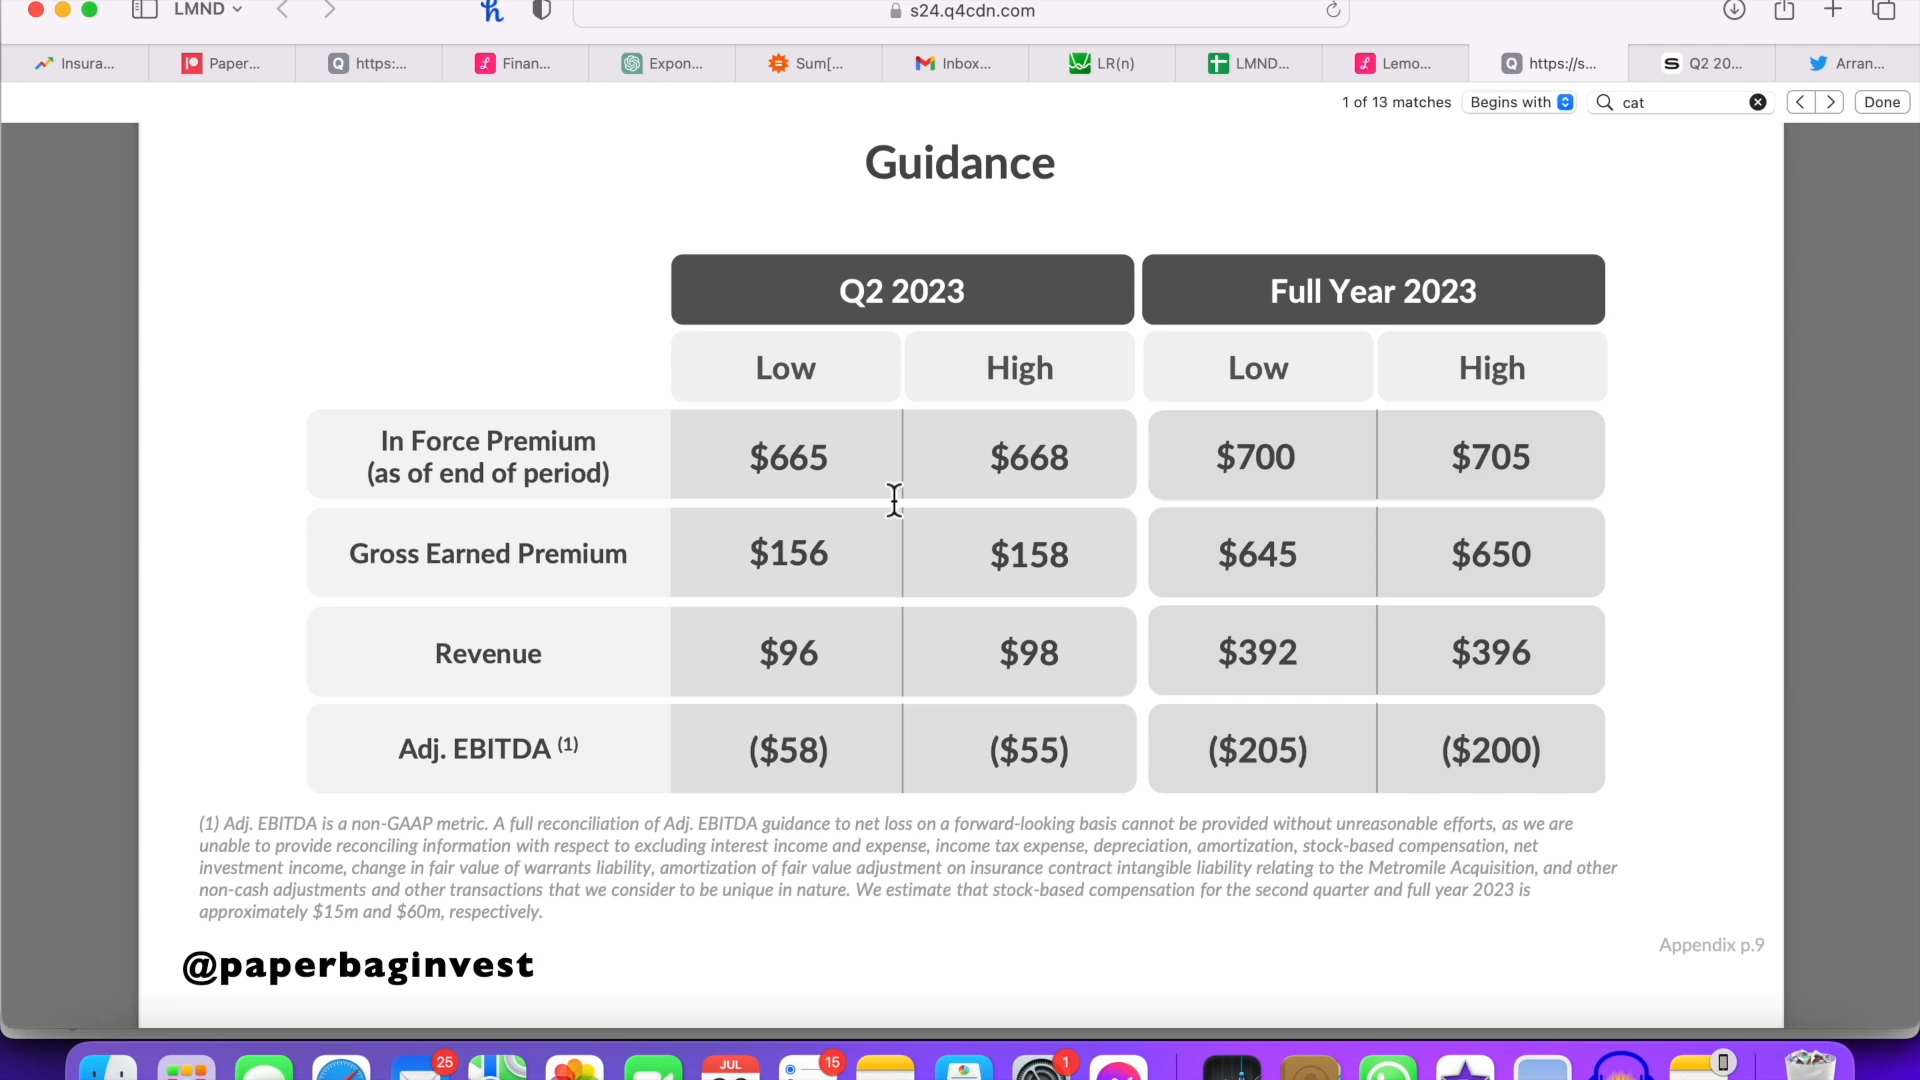 LMND
s24.q4cdn.com
Insura...
Paper...
https:...
Finan...
Expon...
Sum[...
Inbox...
LR(n)
LMND...
Lemo...
https://s...
Q2 20...
Arran...
1 of 13 matches
Begins with
cat
Done
Guidance
Q2 2023
Full Year 2023
Low
High
Low
High
In Force Premium
(as of end of period)
$665
$668
$700
$705
Gross Earned Premium
$156
$158
$645
$650
Revenue
$96
$98
$392
$396
Adj. EBITDA (1)
($58)
($55)
($205)
($200)
(1) Adj. EBITDA is a non-GAAP metric. A full reconciliation of Adj. EBITDA guidance to net loss on a forward-looking basis cannot be provided without unreasonable efforts, as we are
unable to provide reconciling information with respect to excluding interest income and expense, income tax expense, depreciation, amortization, stock-based compensation, net
investment income, change in fair value of warrants liability, amortization of fair value adjustment on insurance contract intangible liability relating to the Metromile Acquisition, and other
non-cash adjustments and other transactions that we consider to be unique in nature. We estimate that stock-based compensation for the second quarter and full year 2023 is
approximately $15m and $60m, respectively.
Appendix p.9
@paperbaginvest
25
JUL
15
1